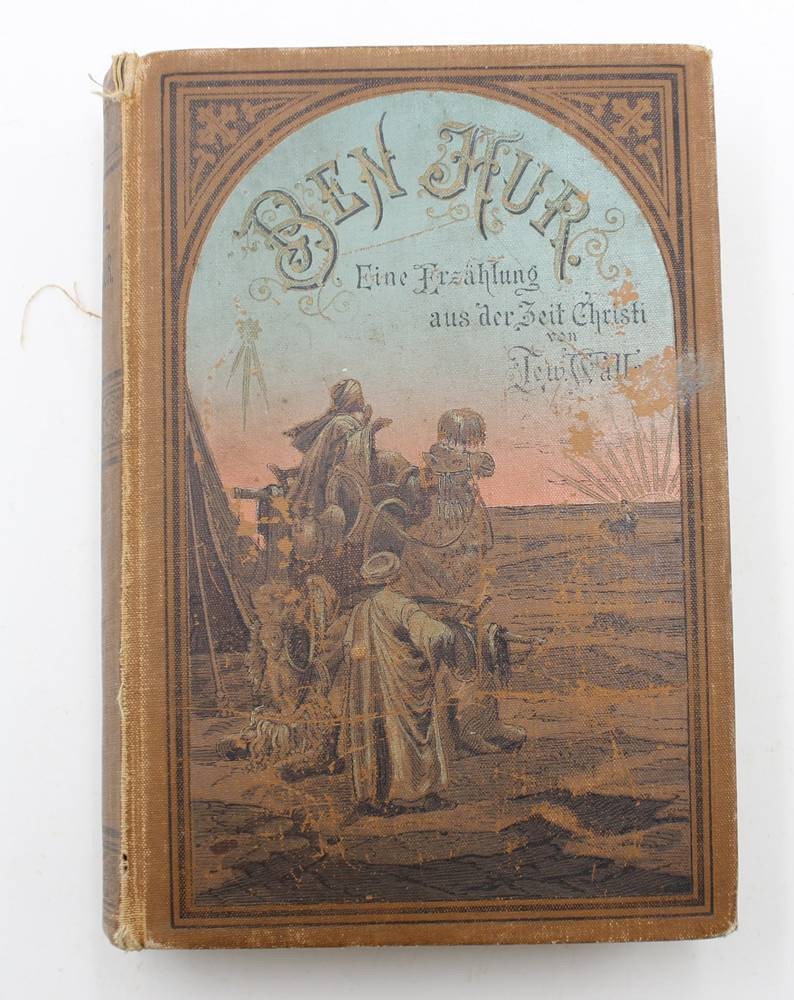 BEN HUR.
Eine Erzählung
aus der Zeit Christi
von
Lew. Wall